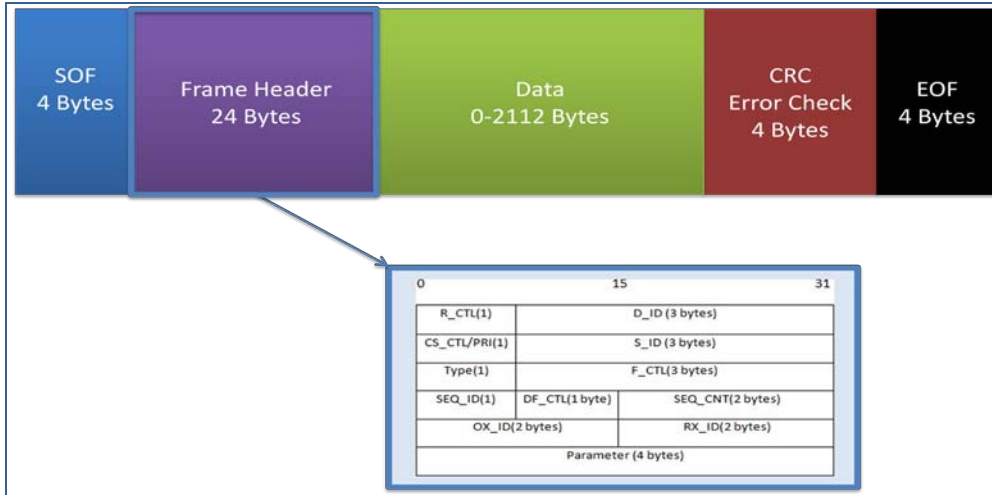 SOF
4 Bytes
Frame Header
24 Bytes
Data
0-2112 Bytes
CRC
Error Check
4 Bytes
EOF
4 Bytes
0 15 31
R_CTL(1) D_ID (3 bytes)
CS_CTL/PRI(1) S_ID (3 bytes)
Type(1) F_CTL(3 bytes)
SEQ_ID(1) DF_CTL(1 byte) SEQ_CNT(2 bytes)
OX_ID(2 bytes) RX_ID(2 bytes)
Parameter (4 bytes)